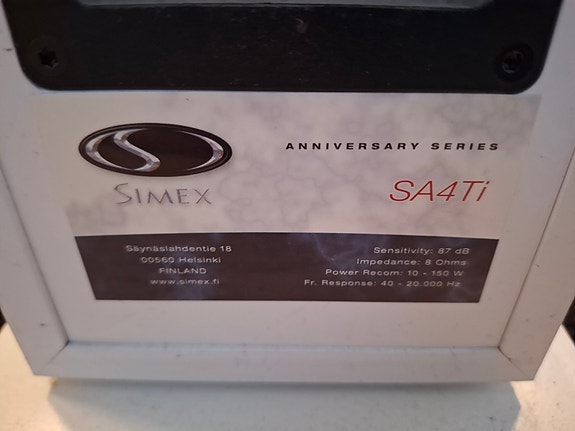 ANNIVERSARY SERIES
SIMEX
SA4Ti
Säynäslahdentie 18
00560 Helsinki
FINLAND
www.simex.fi
Sensitivity: 87 dB
Impedance: 8 Ohms
Power Recom: 10 - 150 W
Fr. Response: 40 - 20.000 Hz